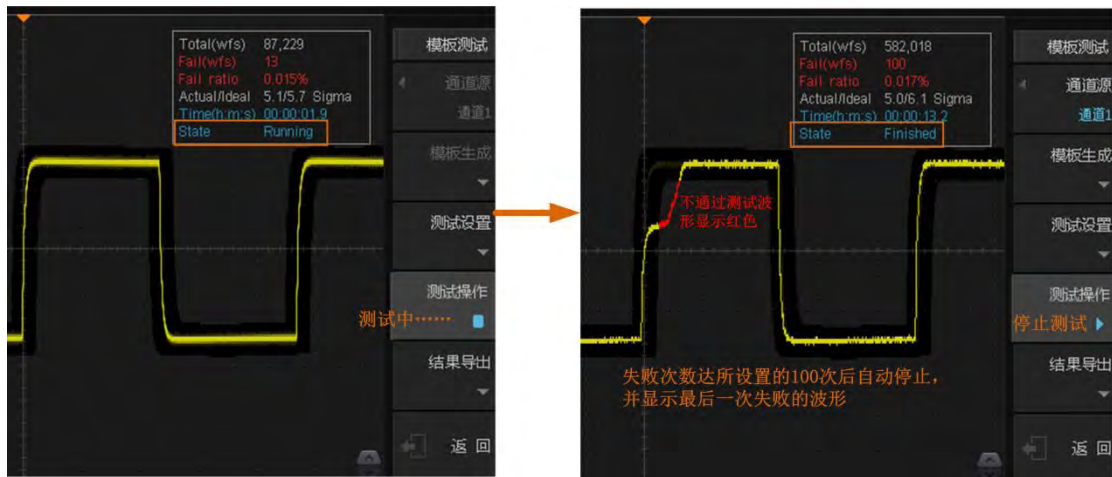 Total(wfs) 87,229
Fail(wfs) 13
Fail ratio 0.015%
Actual/Ideal 5.1/5.7 Sigma
Time(h:m:s) 00:00:01.9
State Running
模板测试
通道源
通道1
模板生成
测试设置
测试操作
测试中……
结果导出
返 回
Total(wfs) 582,018
Fail(wfs) 100
Fail ratio 0.017%
Actual/Ideal 5.0/6.1 Sigma
Time(h:m:s) 00:00:13.2
State Finished
不通过测试波
形显示红色
失败次数达所设置的100次后自动停止,
并显示最后一次失败的波形
模板测试
通道源
通道1
模板生成
测试设置
测试操作
停止测试
结果导出
返 回